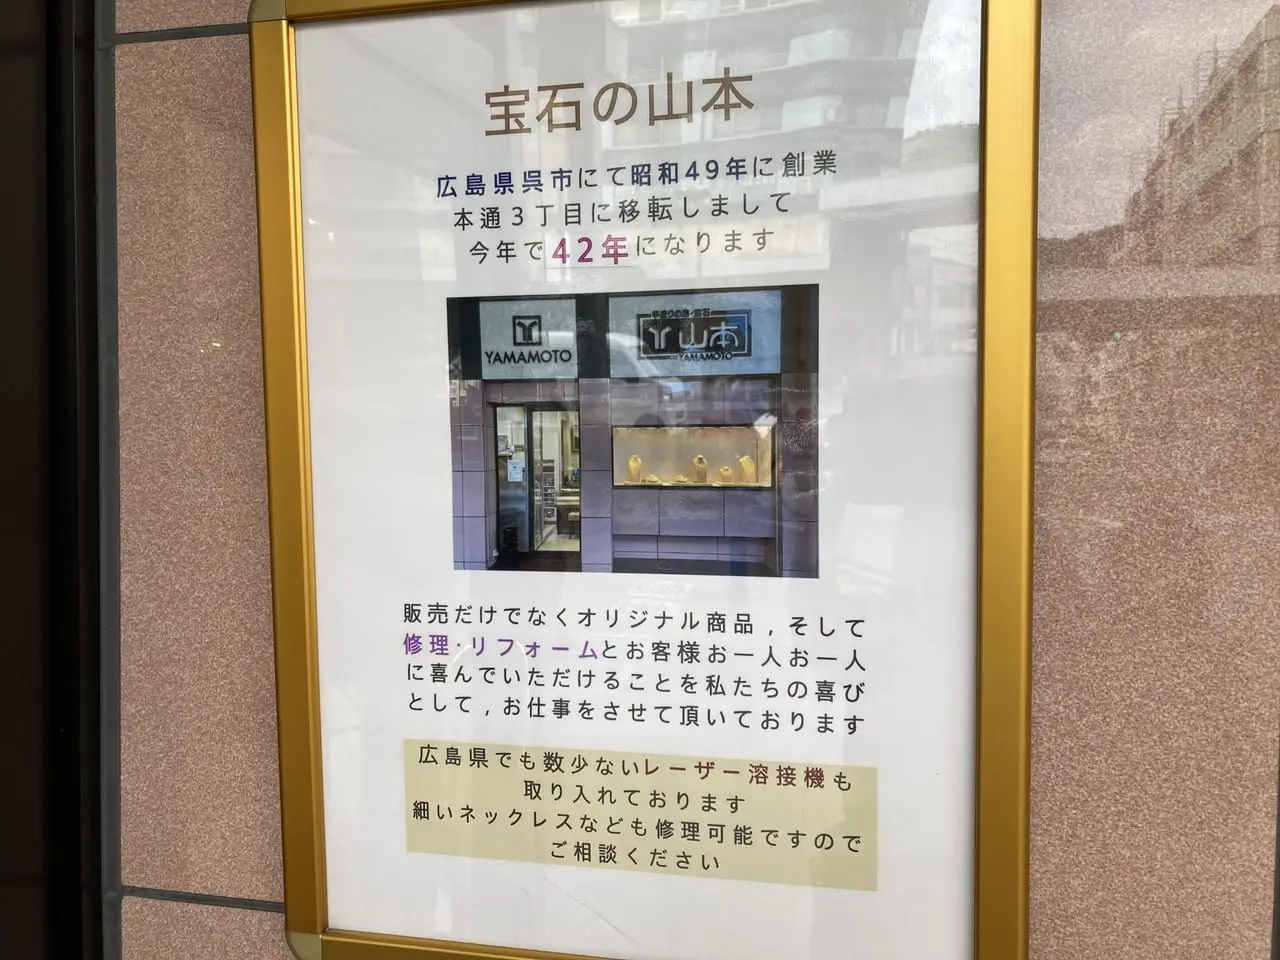 宝石の山本
広島県呉市にて昭和49年に創業
本通3丁目に移転しまして
今年で42年になります
YAMAMOTO
手造りの店・宝石
山本
YAMAMOTO
販売だけでなくオリジナル商品,そして
修理・リフォームとお客様お一人お一人
に喜んでいただけることを私たちの喜び
として,お仕事をさせて頂いております
広島県でも数少ないレーザー溶接機も
取り入れております
細いネックレスなども修理可能ですので
ご相談ください